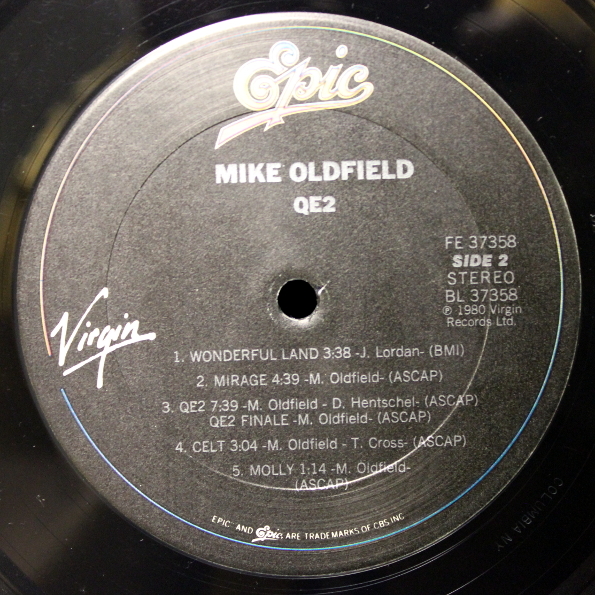 Epic
MIKE OLDFIELD
QE2
FE 37358
SIDE 2
STEREO
BL 37358
℗ 1980 Virgin
Records Ltd.
Virgin
1. WONDERFUL LAND 3:38 -J. Lordan- (BMI)
2. MIRAGE 4:39 -M. Oldfield- (ASCAP)
3. QE2 7:39 -M. Oldfield - D. Hentschel- (ASCAP)
QE2 FINALE -M. Oldfield- (ASCAP)
4. CELT 3:04 -M. Oldfield - T. Cross- (ASCAP)
5. MOLLY 1:14 -M. Oldfield-
(ASCAP)
EPIC AND Epic ARE TRADEMARKS OF CBS INC.
COLUMBIA NY